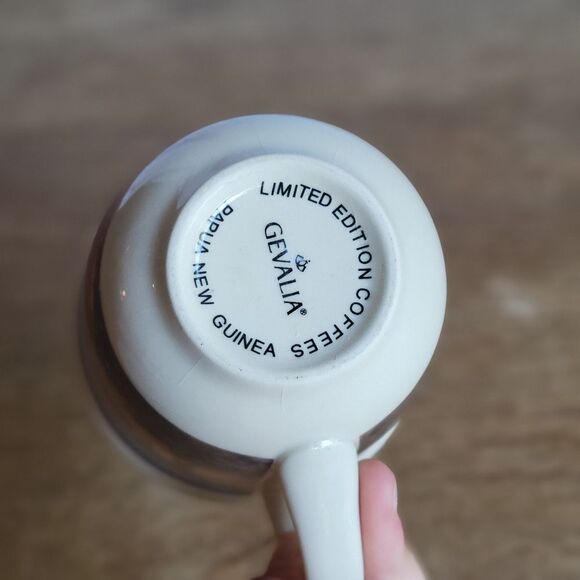 LIMITED EDITION COFFEES
GEVALIA®
PAPUA NEW GUINEA